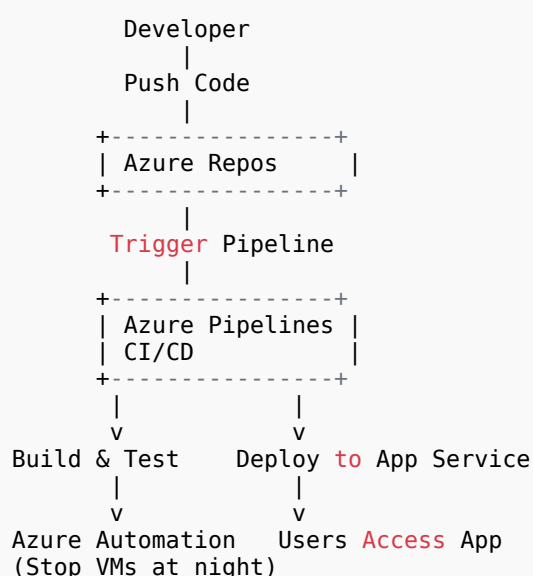 Developer
|
Push Code
|
+----------------+
| Azure Repos |
+----------------+
|
Trigger Pipeline
|
+----------------+
| Azure Pipelines |
| CI/CD |
+----------------+
| |
v v
Build & Test Deploy to App Service
| |
v v
Azure Automation Users Access App
(Stop VMs at night)